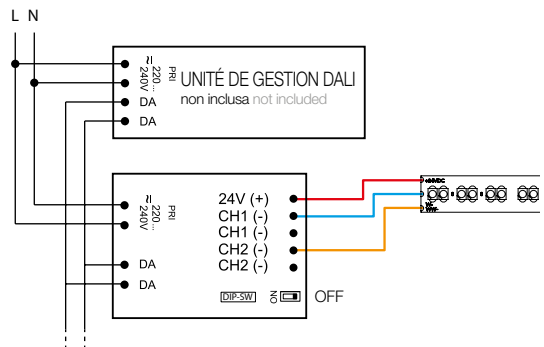 L N
≈ 220... 240V
PRI
UNITÉ DE GESTION DALI
non inclusa not included
DA
DA
≈ 220... 240V
PRI
24V (+)
CH1 (-)
CH1 (-)
CH2 (-)
CH2 (-)
DA
DA
DIP-SW
ON
OFF